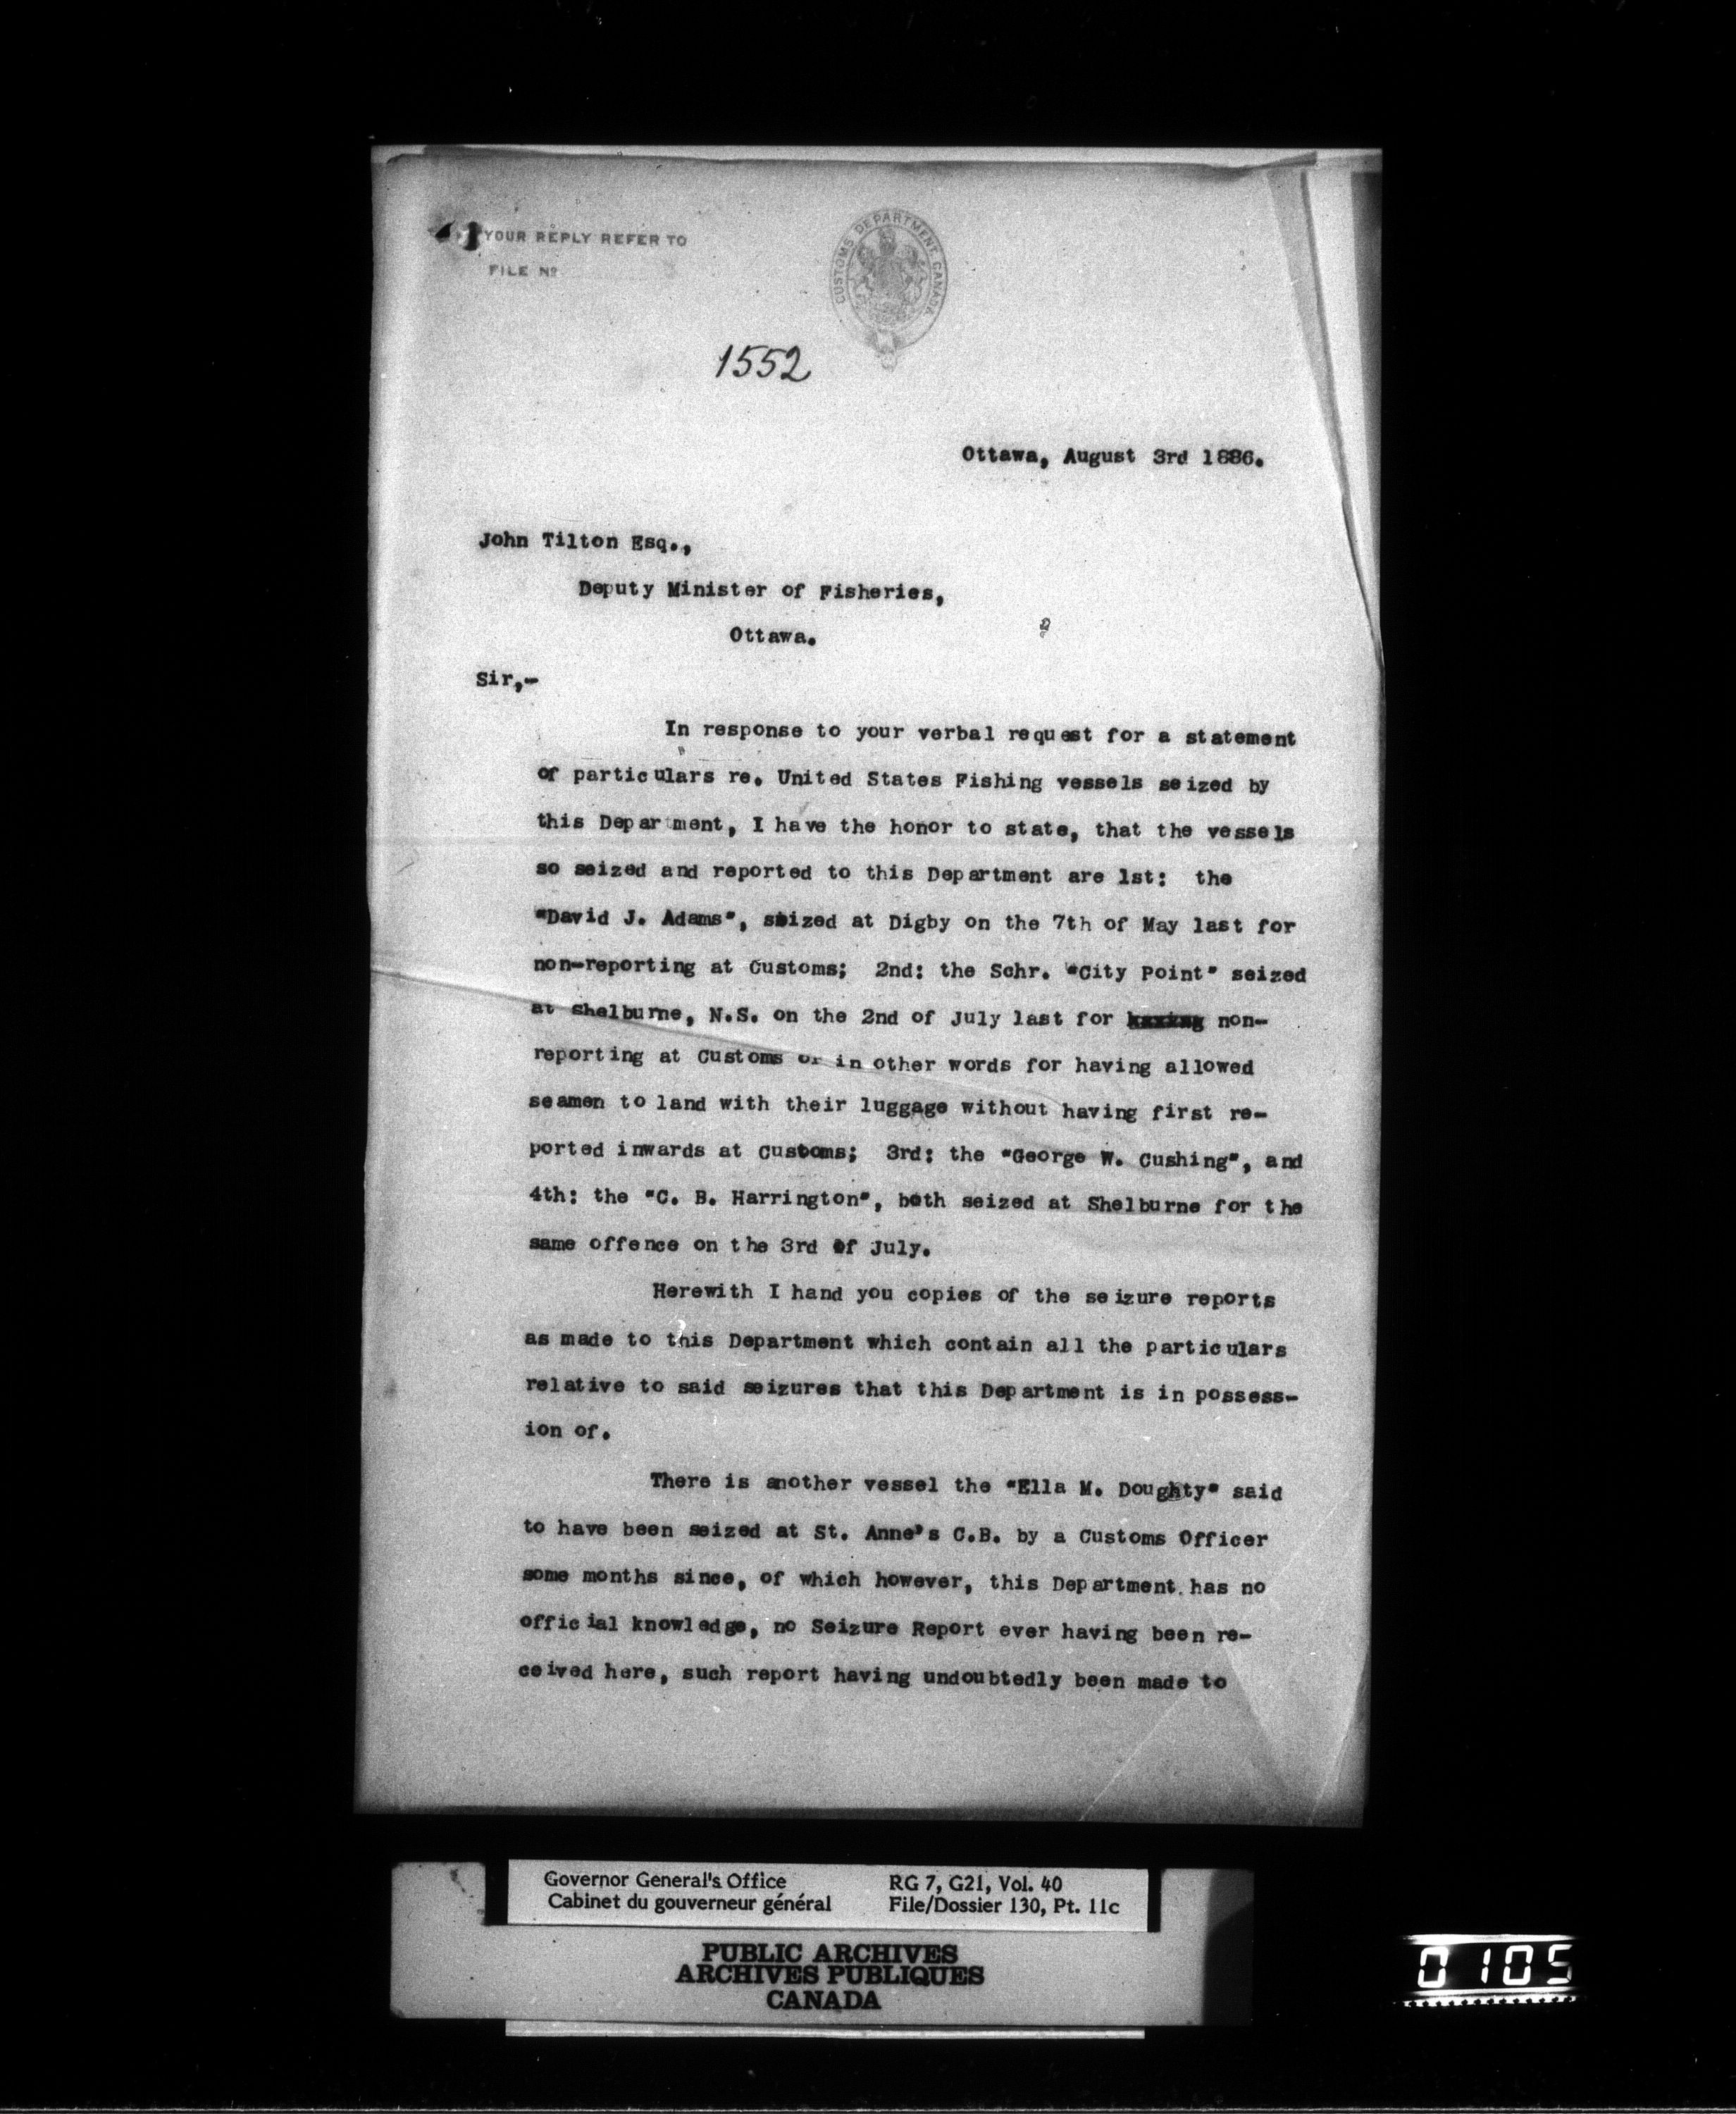 YOUR REPLY REFER TO
FILE No
CUSTOMS DEPARTMENT CANADA
1552
Ottawa, August 3rd 1886.
John Tilton Esq.,
Deputy Minister of Fisheries,
Ottawa.
Sir,-
In response to your verbal request for a statement
of particulars re. United States Fishing vessels seized by
this Department, I have the honor to state, that the vessels
so seized and reported to this Department are 1st: the
"David J. Adams", seized at Digby on the 7th of May last for
non-reporting at Customs; 2nd: the Schr. "City Point" seized
at Shelburne, N.S. on the 2nd of July last for non-
reporting at Customs or in other words for having allowed
seamen to land with their luggage without having first re-
ported inwards at Customs; 3rd: the "George W. Cushing", and
4th: the "C. B. Harrington", both seized at Shelburne for the
same offence on the 3rd of July.
Herewith I hand you copies of the seizure reports
as made to this Department which contain all the particulars
relative to said seizures that this Department is in possess-
ion of.
There is another vessel the "Ella M. Doughty" said
to have been seized at St. Anne's C.B. by a Customs Officer
some months since, of which however, this Department has no
official knowledge, no Seizure Report ever having been re-
ceived here, such report having undoubtedly been made to
Governor General's Office
Cabinet du gouverneur général
RG 7, G21, Vol. 40
File/Dossier 130, Pt. 11c
PUBLIC ARCHIVES
ARCHIVES PUBLIQUES
CANADA
0105